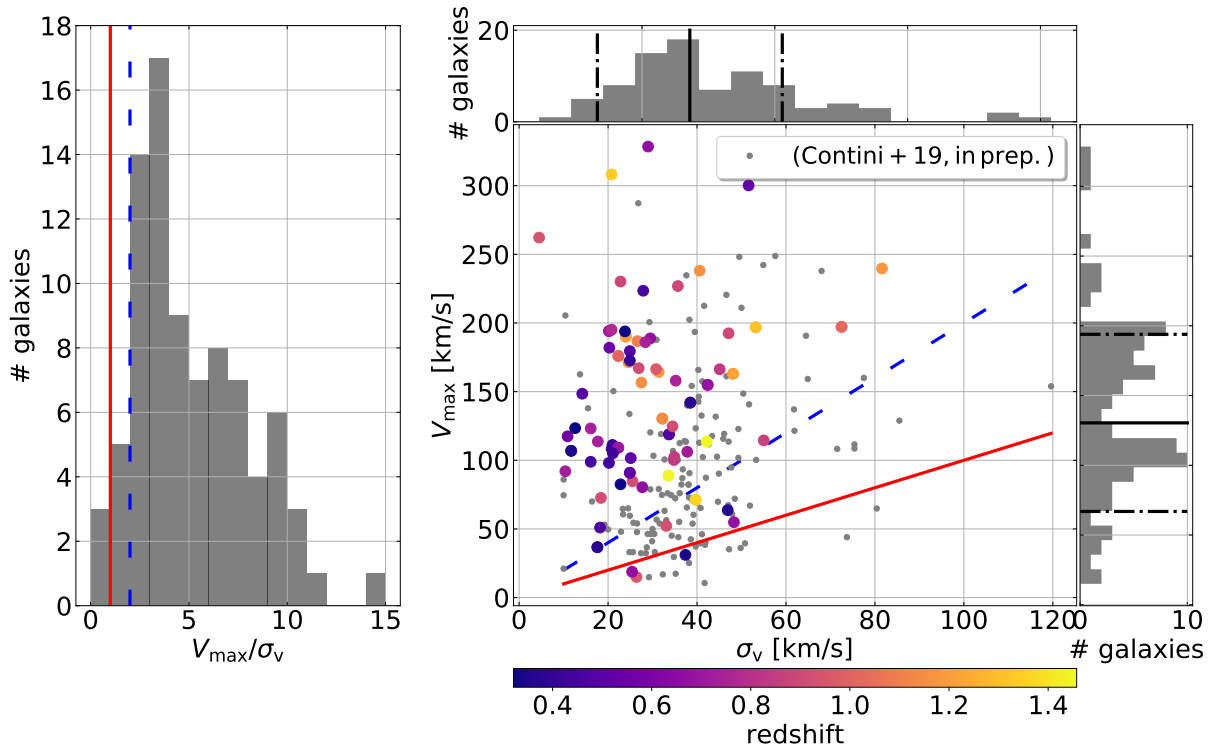 18
16
14
12
10
8
6
4
2
0
# galaxies
0 5 10 15
V_max/σ_v
20
0
# galaxies
(Contini + 19, in prep. )
300
250
200
150
100
50
0
V_max [km/s]
0 20 40 60 80 100 120
σ_v [km/s]
0 10
# galaxies
0.4 0.6 0.8 1.0 1.2 1.4
redshift